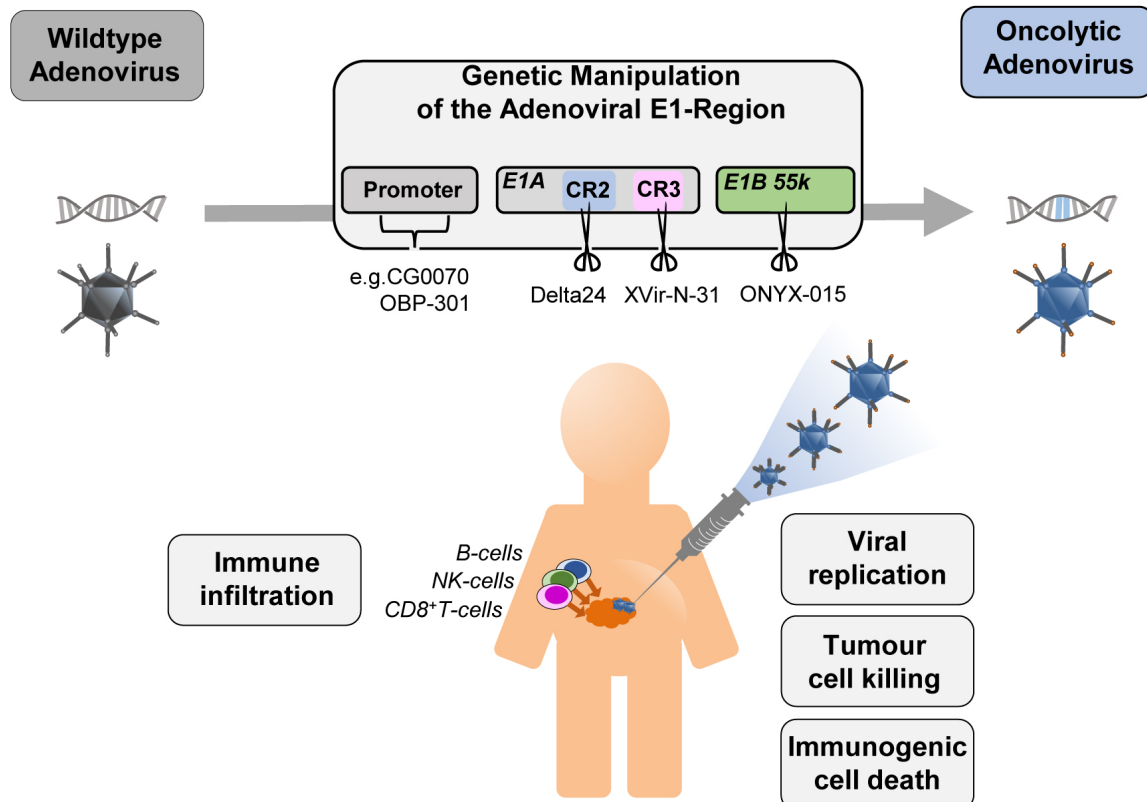 Wildtype
Adenovirus
Genetic Manipulation
of the Adenoviral E1-Region
Oncolytic
Adenovirus
Promoter
E1A
CR2
CR3
E1B 55k
e.g.CG0070
OBP-301
Delta24
XVir-N-31
ONYX-015
Immune
infiltration
B-cells
NK-cells
CD8⁺T-cells
Viral
replication
Tumour
cell killing
Immunogenic
cell death